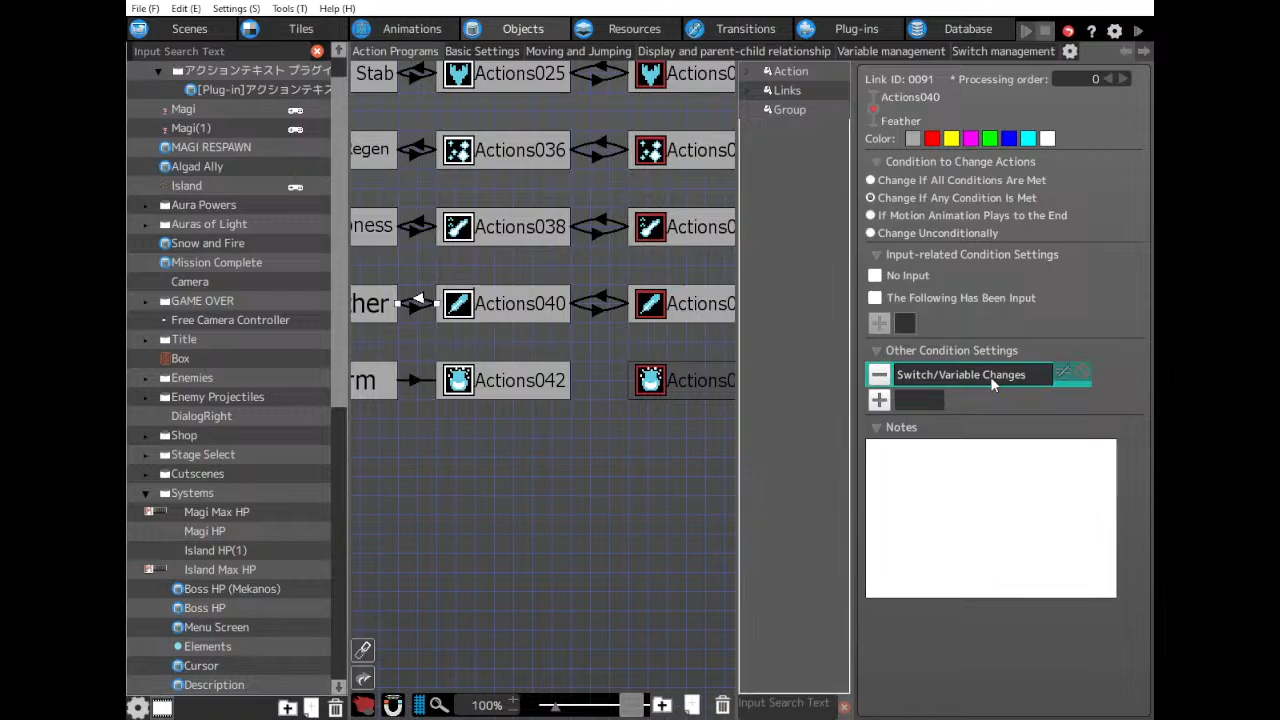 File (F) Edit (E) Settings (S) Tools (T) Help (H)
Scenes Tiles Animations Objects Resources Transitions Plug-ins Database
Input Search Text
Action Programs Basic Settings Moving and Jumping Display and parent-child relationship Variable management Switch management
アクションテキスト プラグイ
[Plug-in]アクションテキス
Magi
Magi(1)
MAGI RESPAWN
Algad Ally
Island
Aura Powers
Auras of Light
Snow and Fire
Mission Complete
Camera
GAME OVER
Free Camera Controller
Title
Box
Enemies
Enemy Projectiles
DialogRight
Shop
Stage Select
Cutscenes
Systems
Magi Max HP
Magi HP
Island HP(1)
Island Max HP
Boss HP (Mekanos)
Boss HP
Menu Screen
Elements
Cursor
Description
Stab Actions025 Actions0
Regen Actions036 Actions0
ness Actions038 Actions0
her Actions040 Actions0
rm Actions042 Actions0
100%
Action
Links
Group
Input Search Text
Link ID: 0091 * Processing order: 0
Actions040
Feather
Color:
Condition to Change Actions
Change If All Conditions Are Met
Change If Any Condition Is Met
If Motion Animation Plays to the End
Change Unconditionally
Input-related Condition Settings
No Input
The Following Has Been Input
Other Condition Settings
Switch/Variable Changes
Notes